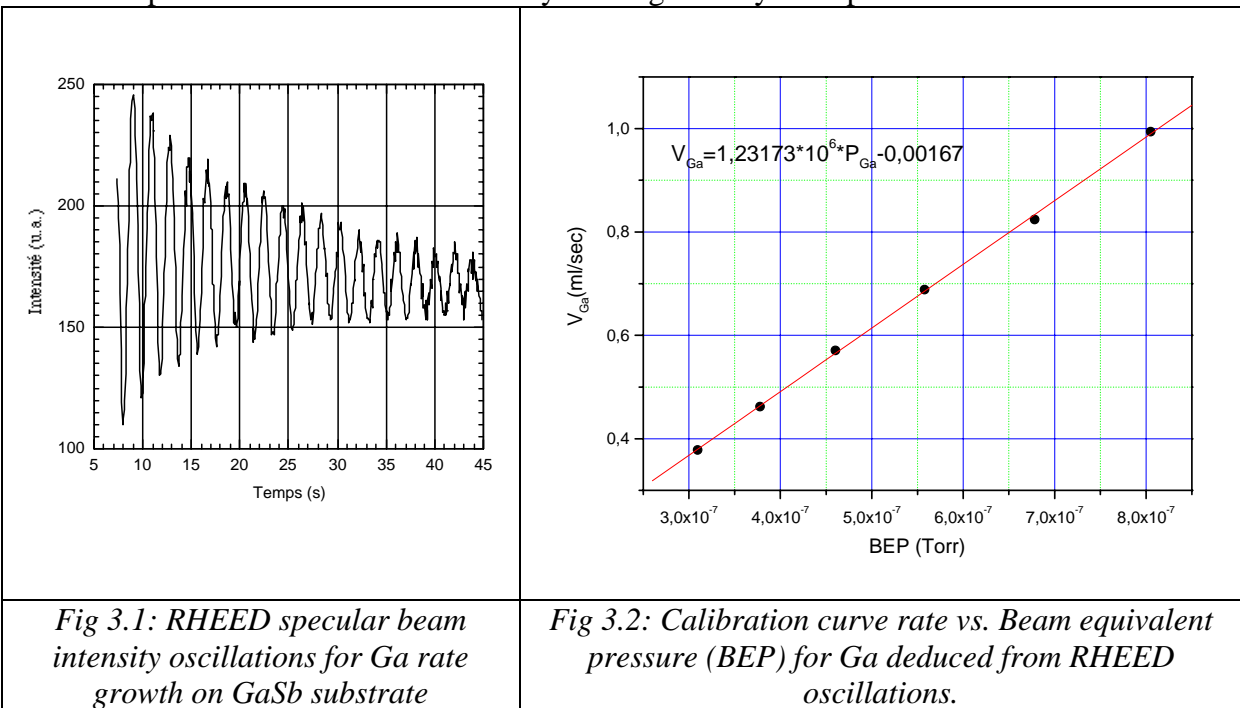 250
200
150
100
Intensité (u.a.)
5 10 15 20 25 30 35 40 45
Temps (s)
V_Ga=1,23173*10^6*P_Ga-0,00167
1,0
0,8
0,6
0,4
V_Ga(ml/sec)
3,0x10^-7 4,0x10^-7 5,0x10^-7 6,0x10^-7 7,0x10^-7 8,0x10^-7
BEP (Torr)
Fig 3.1: RHEED specular beam
intensity oscillations for Ga rate
growth on GaSb substrate
Fig 3.2: Calibration curve rate vs. Beam equivalent
pressure (BEP) for Ga deduced from RHEED
oscillations.